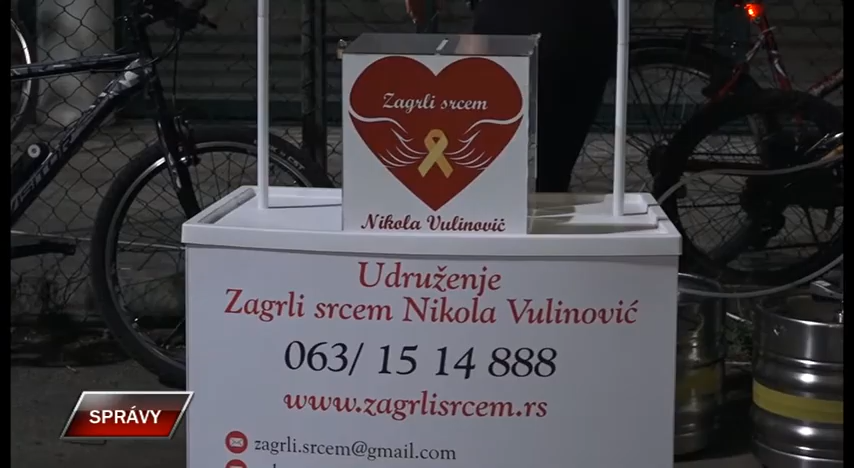 Zagrli srcem
Nikola Vulinović
Udruženje
Zagrli srcem Nikola Vulinović
063/ 15 14 888
www.zagrlisrcem.rs
zagrli.srcem@gmail.com
SPRÁVY